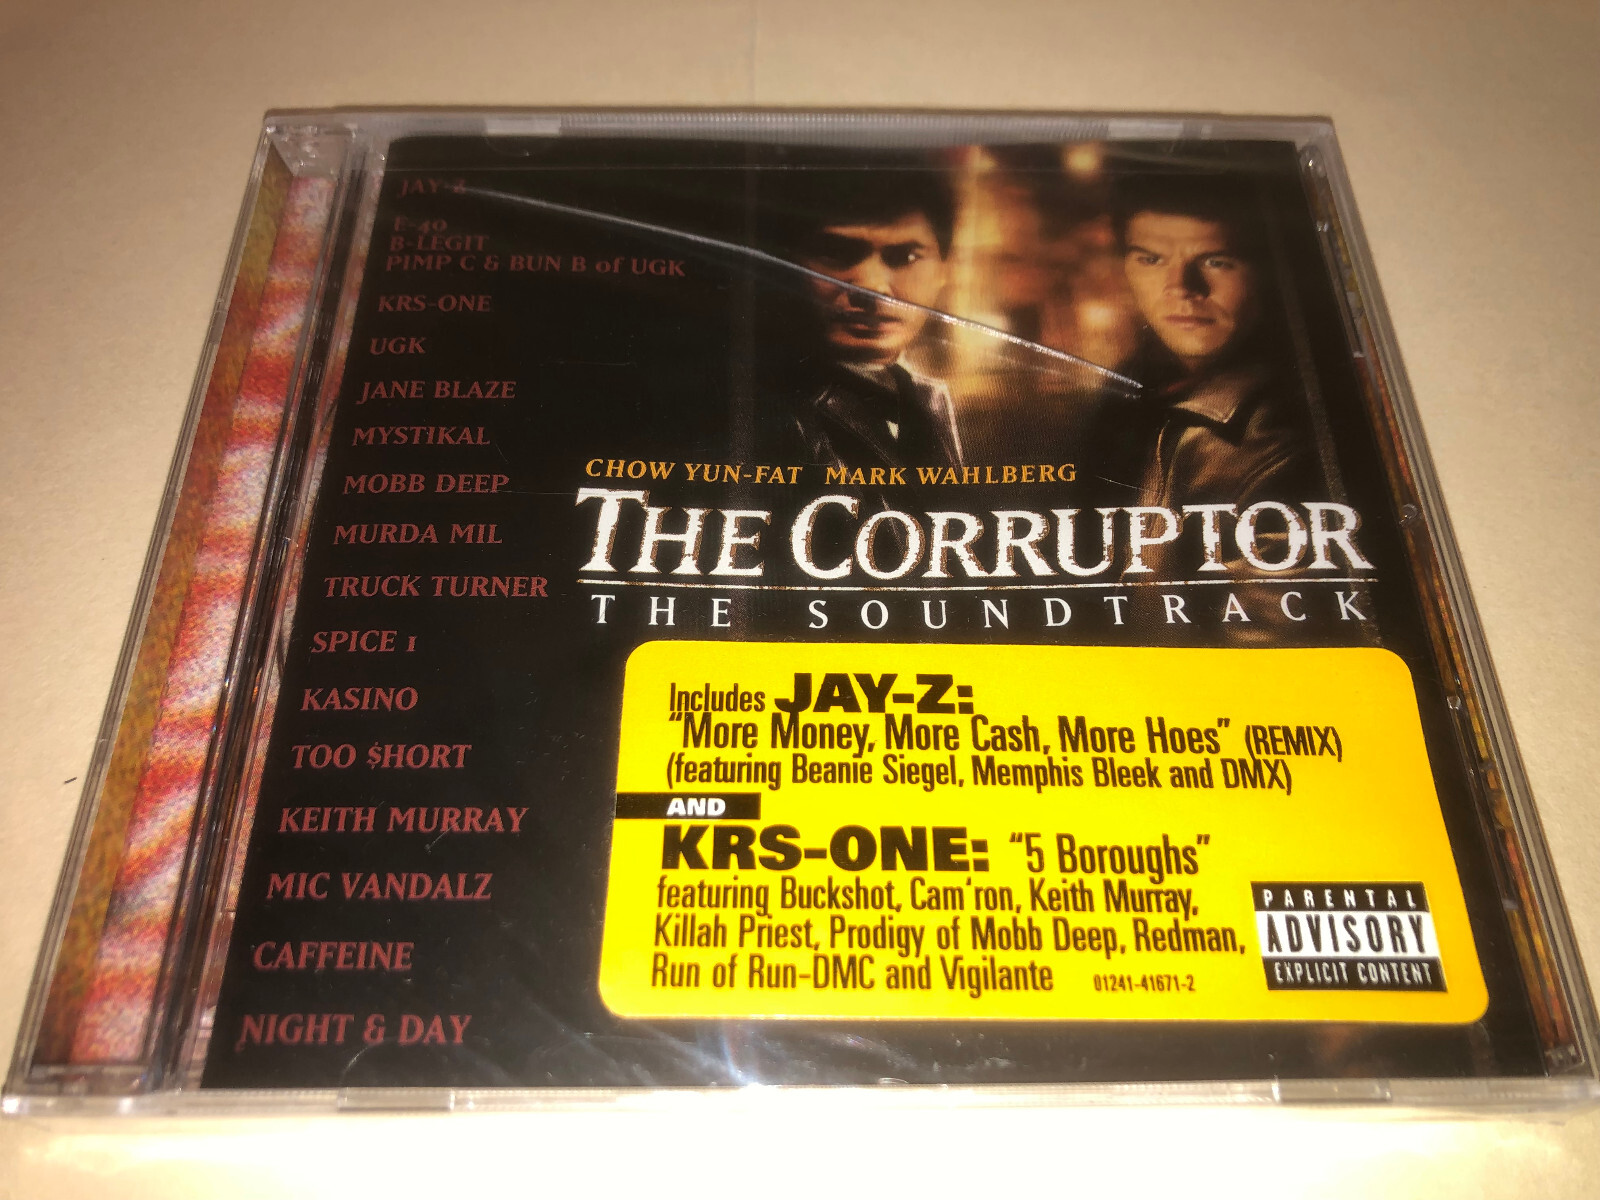 JAY-Z
E-40
B-LEGIT
PIMP C & BUN B of UGK
KRS-ONE
UGK
JANE BLAZE
MYSTIKAL
MOBB DEEP
MURDA MIL
TRUCK TURNER
SPICE 1
KASINO
TOO $HORT
KEITH MURRAY
MIC VANDALZ
CAFFEINE
NIGHT & DAY
CHOW YUN-FAT MARK WAHLBERG
THE CORRUPTOR
THE SOUNDTRACK
Includes JAY-Z:
"More Money, More Cash, More Hoes" (REMIX)
(featuring Beanie Siegel, Memphis Bleek and DMX)
AND
KRS-ONE: "5 Boroughs"
featuring Buckshot, Cam'ron, Keith Murray,
Killah Priest, Prodigy of Mobb Deep, Redman,
Run of Run-DMC and Vigilante 01241-41671-2
PARENTAL
ADVISORY
EXPLICIT CONTENT